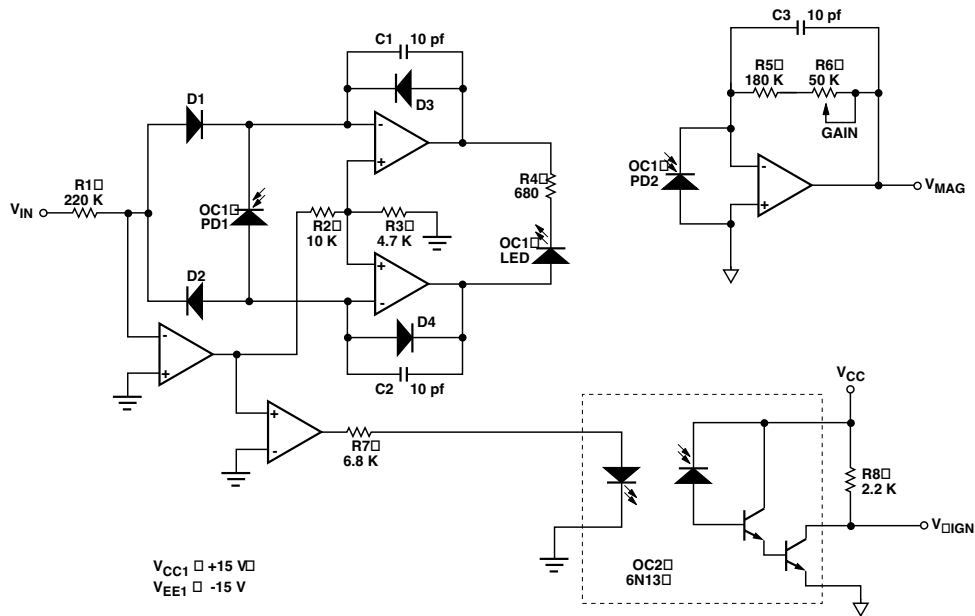 C1 10 pf
D3
D1
R1□
220 K
V_IN
OC1□
PD1
R2□
10 K
R3□
4.7 K
R4□
680
OC1□
LED
D2
D4
C2 10 pf
R7□
6.8 K
C3 10 pf
R5□
180 K
R6□
50 K
GAIN
OC1□
PD2
V_MAG
V_CC
R8□
2.2 K
V_□IGN
OC2□
6N13□
V_CC1 □ +15 V□
V_EE1 □ -15 V